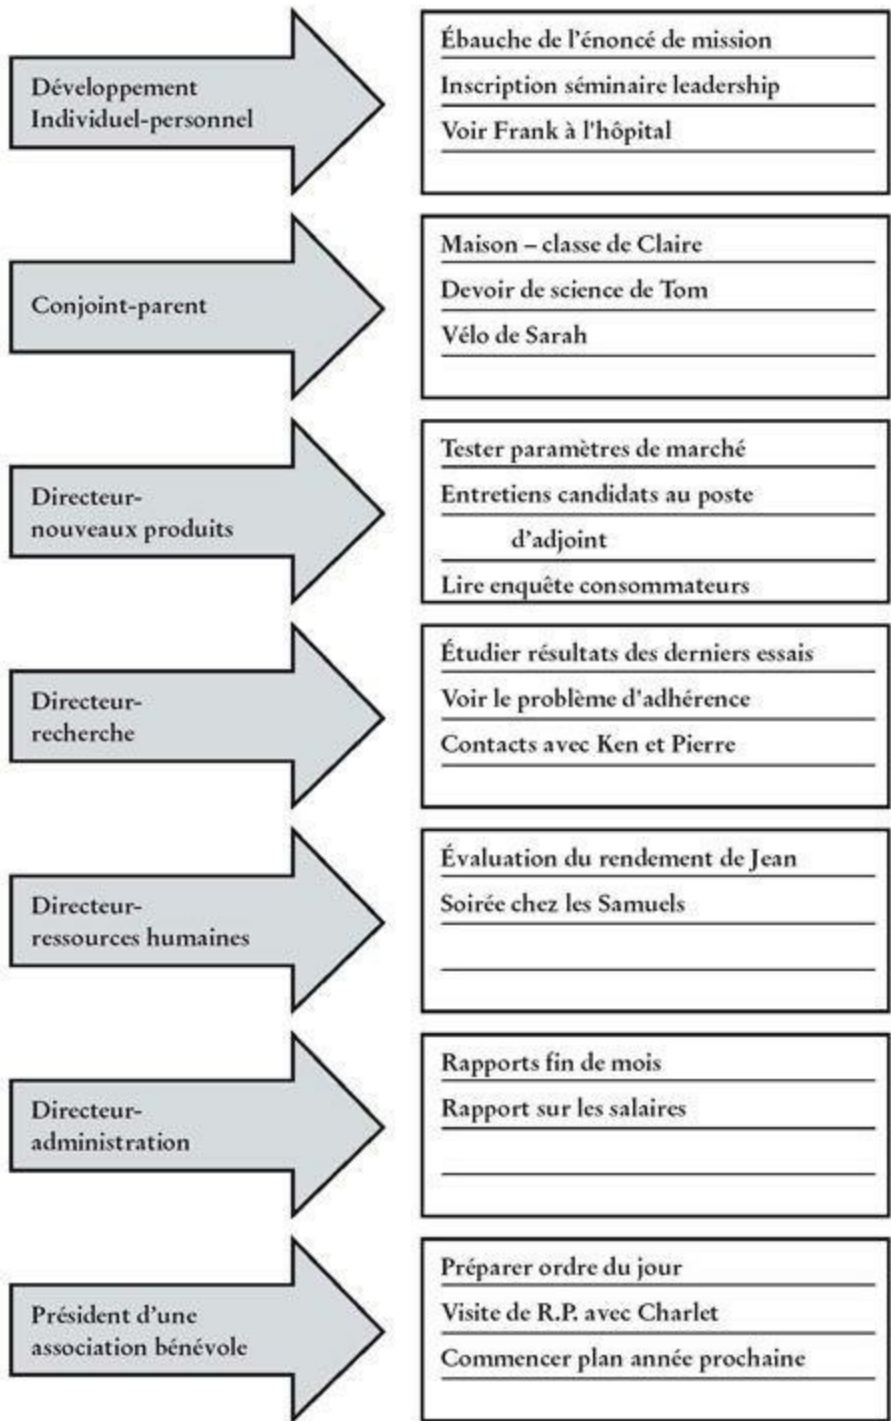 Développement
Individuel-personnel
Ébauche de l'énoncé de mission
Inscription séminaire leadership
Voir Frank à l'hôpital
Conjoint-parent
Maison – classe de Claire
Devoir de science de Tom
Vélo de Sarah
Directeur-
nouveaux produits
Tester paramètres de marché
Entretiens candidats au poste
d'adjoint
Lire enquête consommateurs
Directeur-
recherche
Étudier résultats des derniers essais
Voir le problème d'adhérence
Contacts avec Ken et Pierre
Directeur-
ressources humaines
Évaluation du rendement de Jean
Soirée chez les Samuels
Directeur-
administration
Rapports fin de mois
Rapport sur les salaires
Président d'une
association bénévole
Préparer ordre du jour
Visite de R.P. avec Charlet
Commencer plan année prochaine